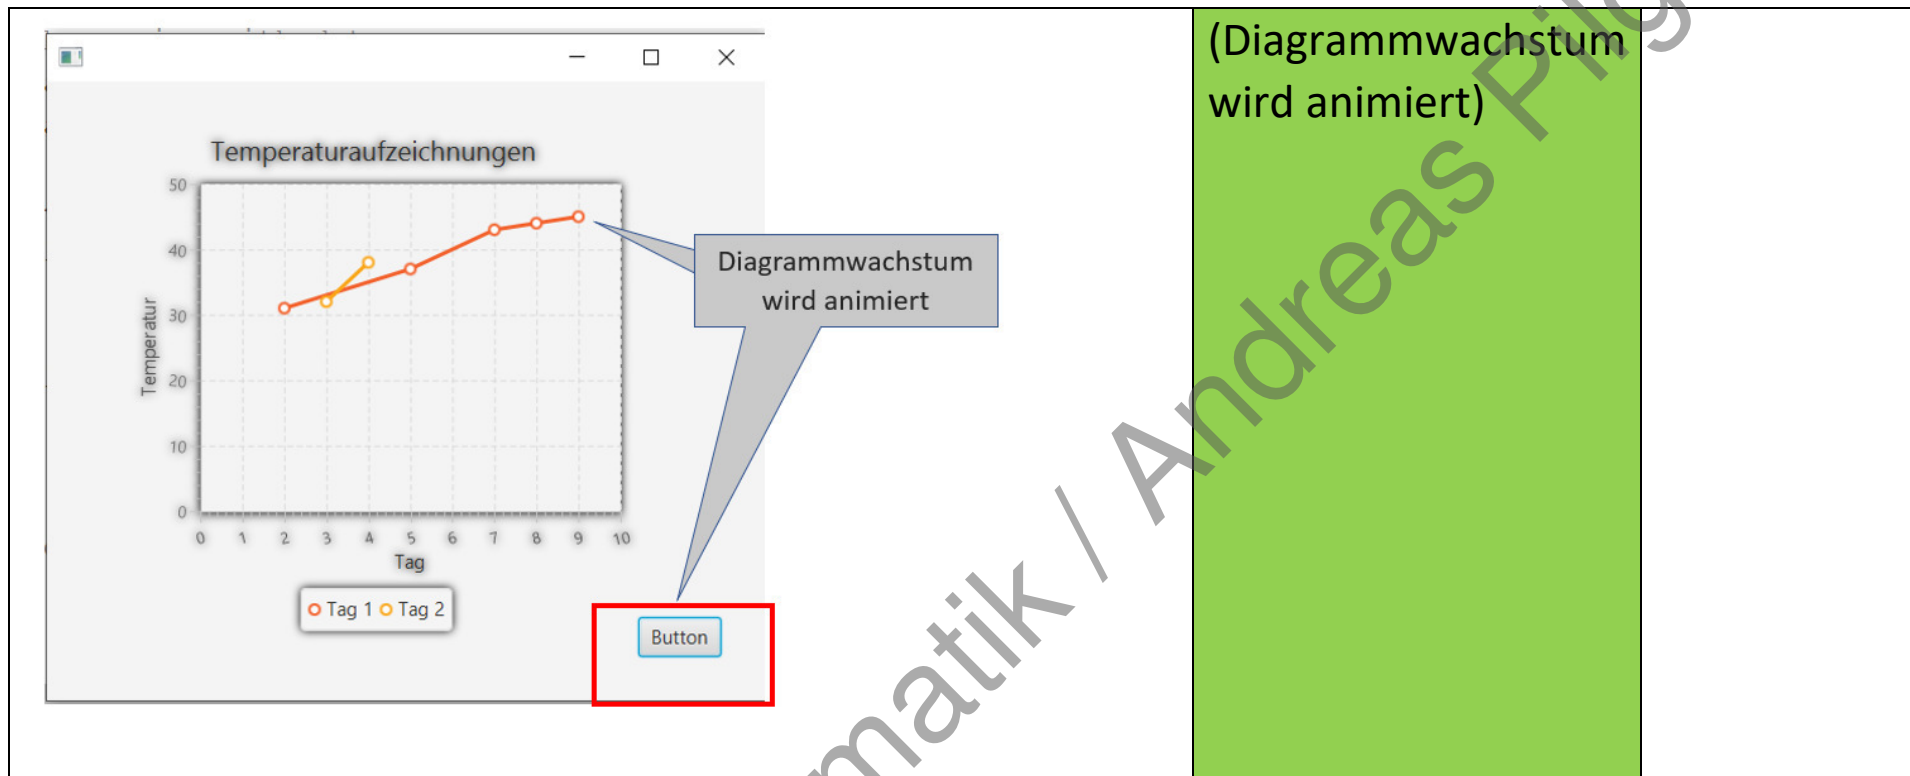 Temperaturaufzeichnungen
50
40
30
20
10
0
Temperatur
0 1 2 3 4 5 6 7 8 9 10
Tag
Tag 1 Tag 2
Button
Diagrammwachstum
wird animiert
(Diagrammwachstum
wird animiert)
matik / Andreas Pilg